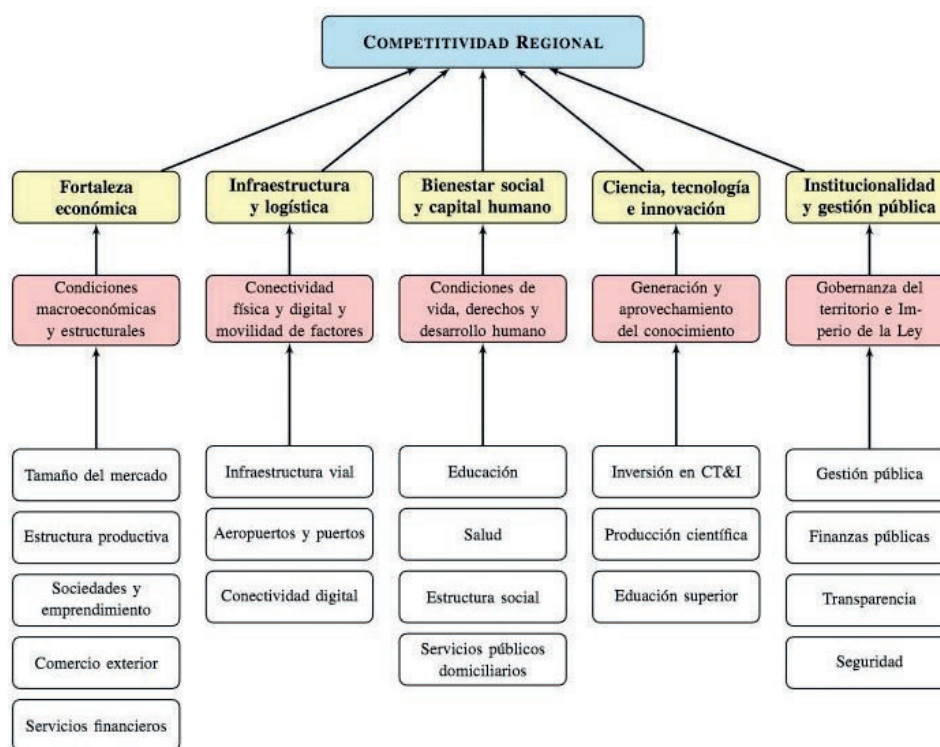 COMPETITIVIDAD REGIONAL
Fortaleza
económica
Infraestructura
y logística
Bienestar social
y capital humano
Ciencia, tecnología
e innovación
Institucionalidad
y gestión pública
Condiciones
macroeconómicas
y estructurales
Conectividad
física y digital y
movilidad de factores
Condiciones de
vida, derechos y
desarrollo humano
Generación y
aprovechamiento
del conocimiento
Gobernanza del
territorio e Im-
perio de la Ley
Tamaño del mercado
Estructura productiva
Sociedades y
emprendimiento
Comercio exterior
Servicios financieros
Infraestructura vial
Aeropuertos y puertos
Conectividad digital
Educación
Salud
Estructura social
Servicios públicos
domiciliarios
Inversión en CT&I
Producción científica
Eduación superior
Gestión pública
Finanzas públicas
Transparencia
Seguridad